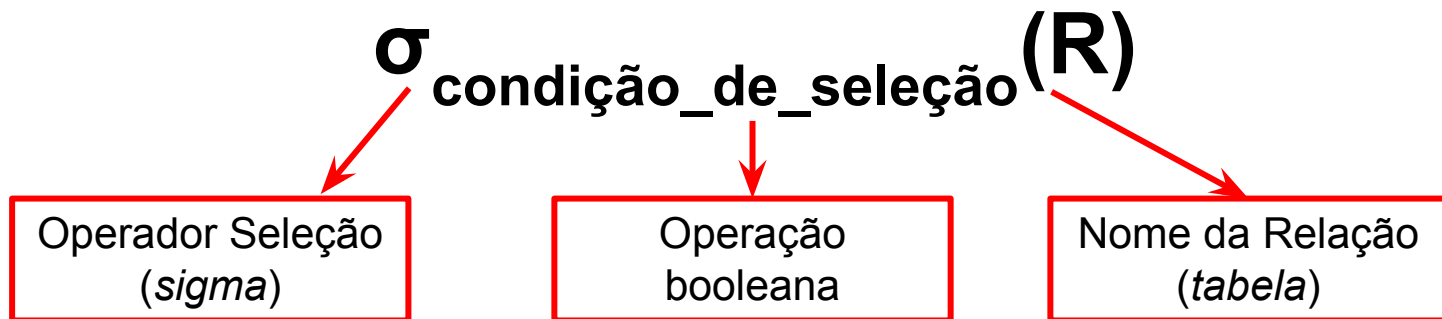 σcondição_de_seleção(R)
Operador Seleção
(sigma)
Operação
booleana
Nome da Relação
(tabela)